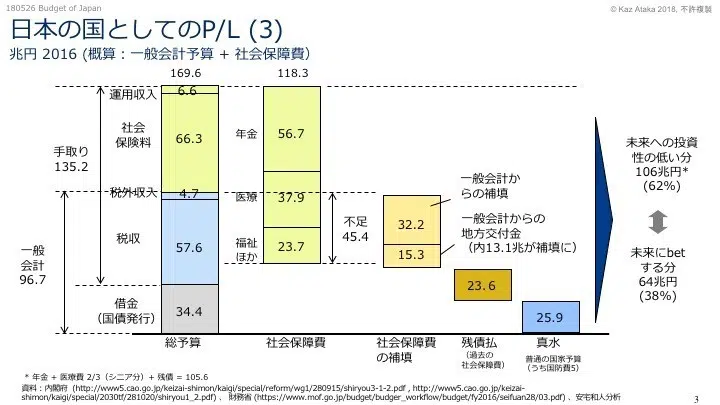 180526 Budget of Japan
© Kaz Ataka 2018, 不許複製
日本の国としてのP/L (3)
兆円 2016 (概算：一般会計予算 + 社会保障費)
169.6
118.3
運用収入
6.6
社会
保険料
66.3
手取り
135.2
税外収入
4.7
税収
57.6
一般
会計
96.7
借金
(国債発行)
34.4
年金
56.7
医療
37.9
福祉
ほか
23.7
不足
45.4
一般会計か
らの補填
32.2
一般会計からの
地方交付金
（内13.1兆が補填に）
15.3
23.6
25.9
未来への投資
性の低い分
106兆円*
(62%)
未来にbet
する分
64兆円
(38%)
総予算
社会保障費
社会保障費
の補填
残債払
(過去の
社会保障費)
真水
普通の国家予算
(うち国防費5)
* 年金 + 医療費 2/3（シニア分）+ 残債 = 105.6
資料：内閣府（http://www5.cao.go.jp/keizai-shimon/kaigi/special/reform/wg1/280915/shiryou3-1-2.pdf , http://www5.cao.go.jp/keizai-
shimon/kaigi/special/2030tf/281020/shiryou1_2.pdf）、 財務省 (https://www.mof.go.jp/budget/budger_workflow/budget/fy2016/seifuan28/03.pdf）、安宅和人分析
3